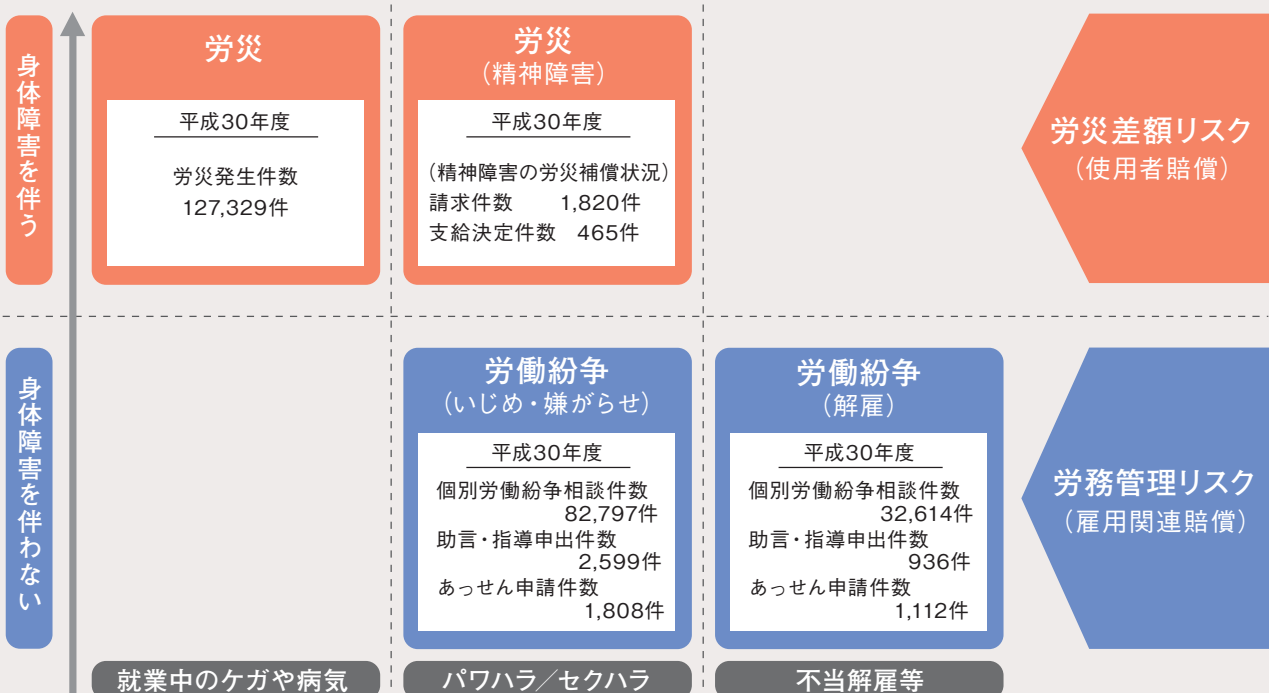 身体障害を伴う
労災
平成30年度
労災発生件数
127,329件
労災
（精神障害）
平成30年度
（精神障害の労災補償状況）
請求件数　1,820件
支給決定件数　465件
労災差額リスク
（使用者賠償）
身体障害を伴わない
労働紛争
（いじめ・嫌がらせ）
平成30年度
個別労働紛争相談件数
82,797件
助言・指導申出件数
2,599件
あっせん申請件数
1,808件
労働紛争
（解雇）
平成30年度
個別労働紛争相談件数
32,614件
助言・指導申出件数
936件
あっせん申請件数
1,112件
労務管理リスク
（雇用関連賠償）
就業中のケガや病気
パワハラ／セクハラ
不当解雇等